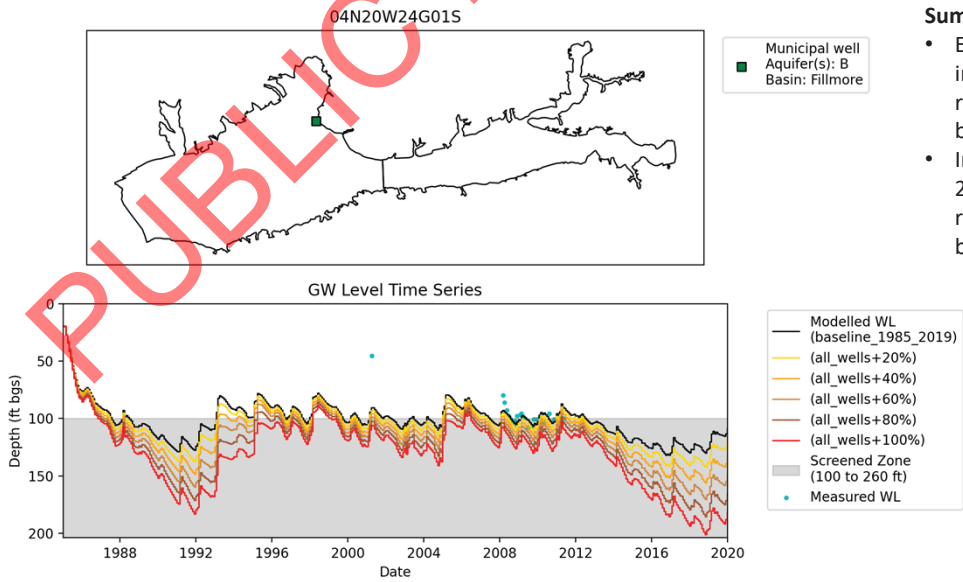 04N20W24G01S
PUBLIC
Municipal well
Aquifer(s): B
Basin: Fillmore
Sum
•
•
GW Level Time Series
Depth (ft bgs)
0
50
100
150
200
1988 1992 1996 2000 2004 2008 2012 2016 2020
Date
Modelled WL
(baseline_1985_2019)
(all_wells+20%)
(all_wells+40%)
(all_wells+60%)
(all_wells+80%)
(all_wells+100%)
Screened Zone
(100 to 260 ft)
Measured WL